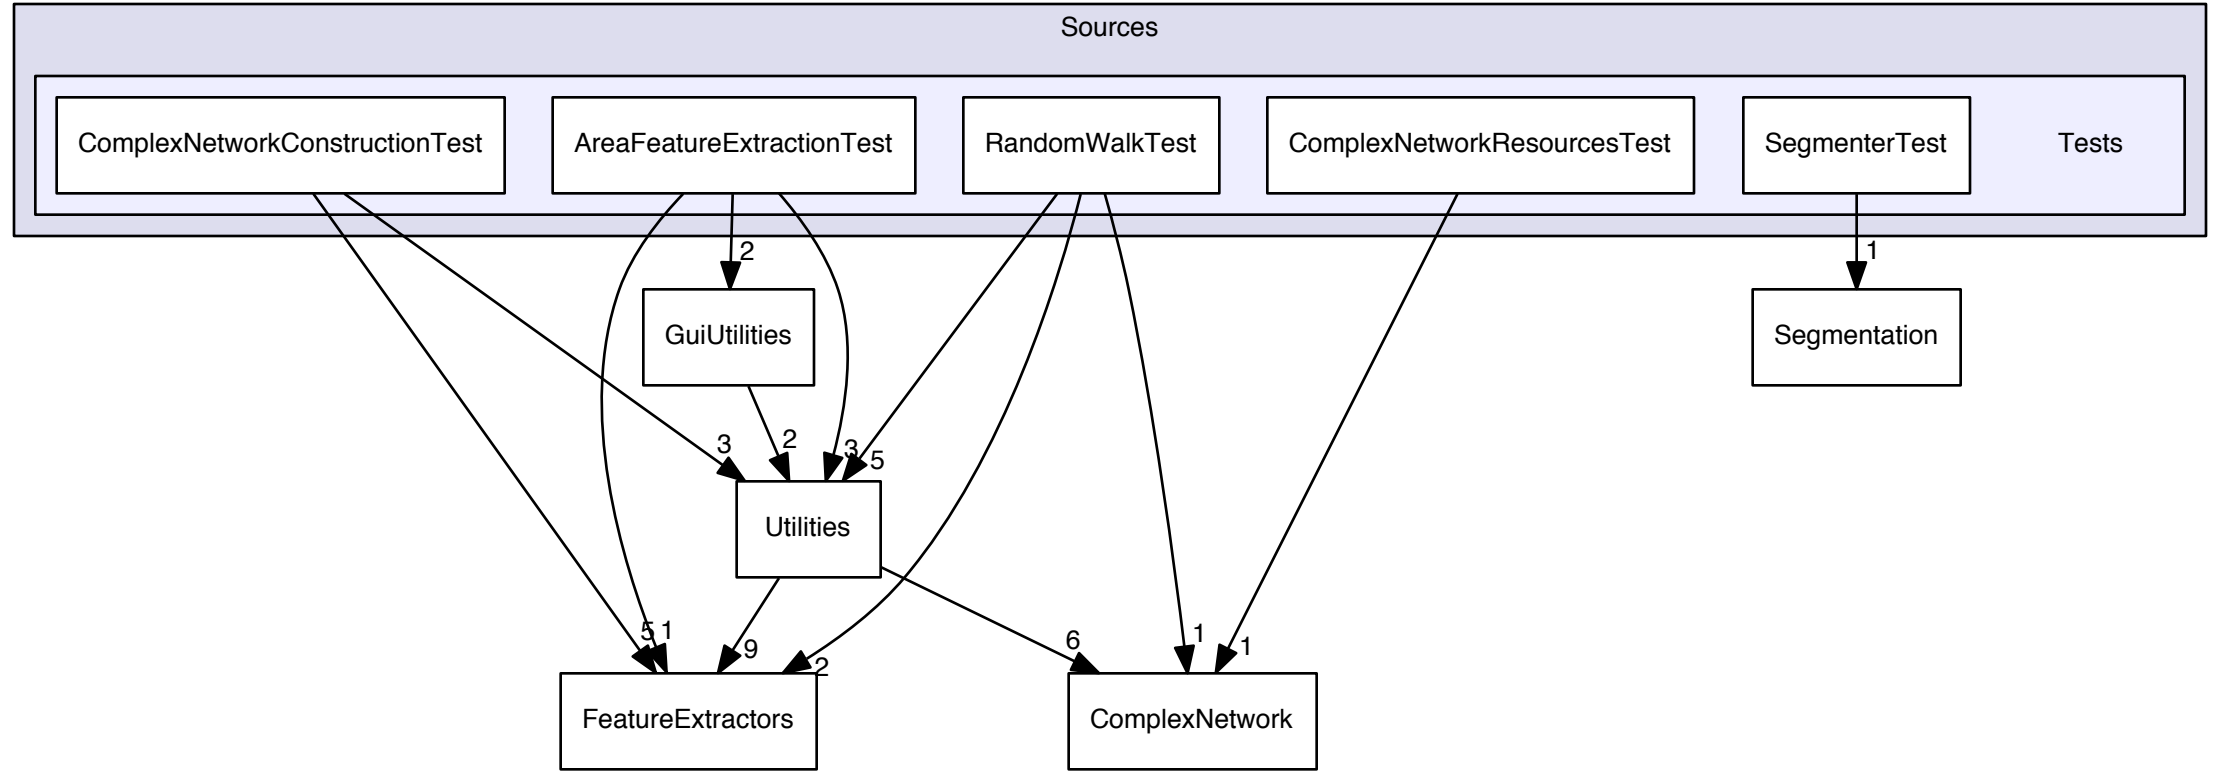 Sources
ComplexNetworkConstructionTest
AreaFeatureExtractionTest
RandomWalkTest
ComplexNetworkResourcesTest
SegmenterTest
Tests
2
1
GuiUtilities
Segmentation
3
2
3
5
Utilities
5
1
9
2
6
1
1
FeatureExtractors
ComplexNetwork